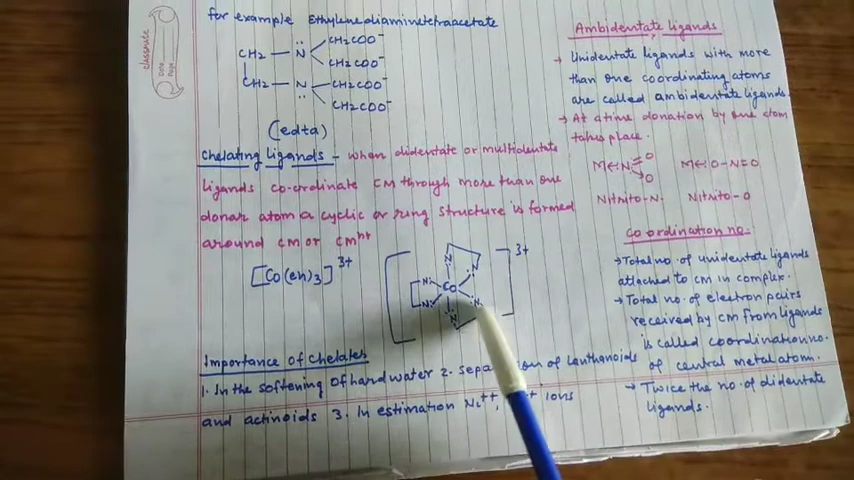 classmate
Date
Page
for example Ethylenediaminetetraacetate
CH2 — N̈ CH2COO⁻
CH2COO⁻
CH2 — N CH2COO⁻
CH2COO⁻
(edta)
Chelating ligands - when didentate or multidentate
ligands co-ordinate CM through more than one
donar atom a cyclic or ring structure is formed
around CM or CMⁿ⁺
[Co(en)3]³⁺
3+
N N
N Co
N N
N
Importance of Chelates
1. In the softening of hard water 2. separation of Lanthanoids
and actinoids 3. In estimation Ni⁺⁺, ions
Ambidentate ligands
→ Unidentate ligands with more
than one coordinating atoms
are called ambidentate ligands.
→ At a time donation by one atom
takes place.
M←N O O M←O-N=O
Nitrito-N. Nitrito-O
Coordination no.
→ Total no. of unidentate ligands
attached to CM in complex.
→ Total no. of electron pairs
received by CM from ligands
is called coordination no.
of central metal atom.
→ Twice the no. of didentate
ligands.